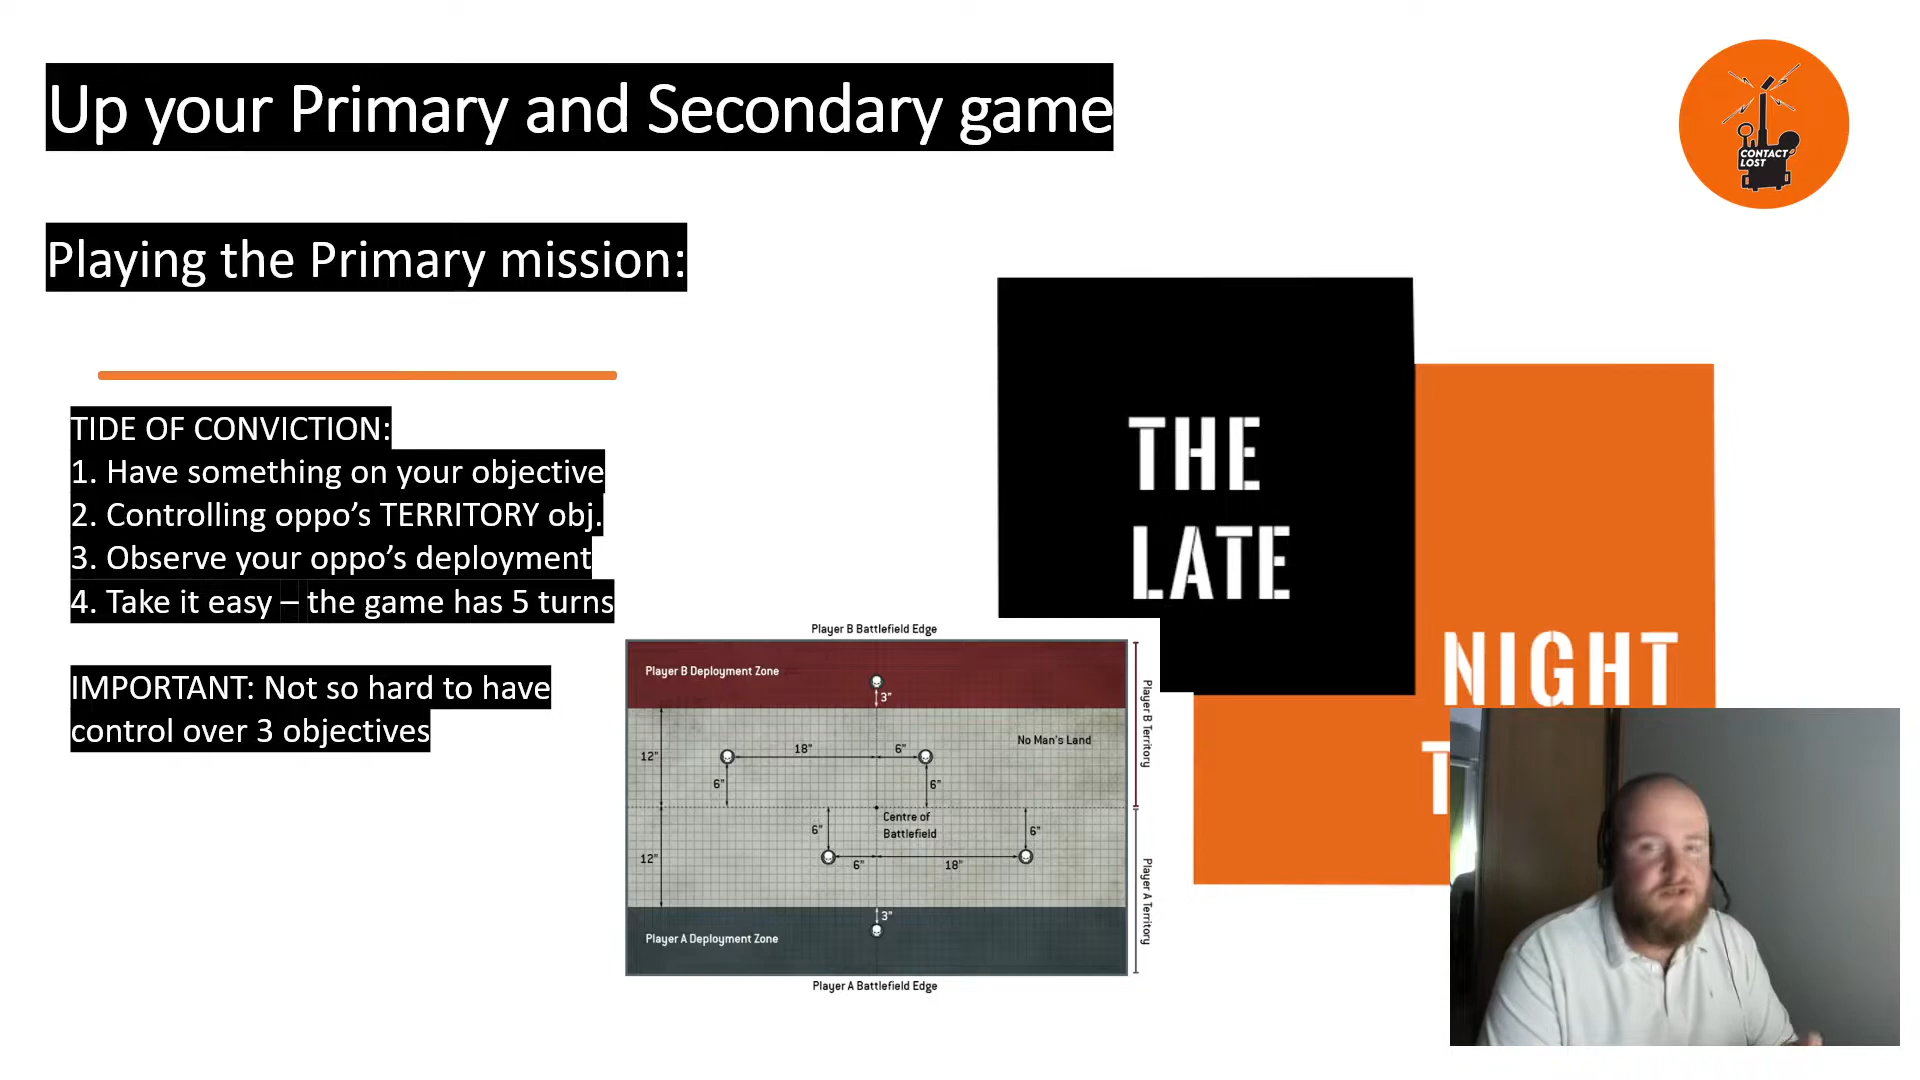 Up your Primary and Secondary game
CONTACT
LOST
Playing the Primary mission:
TIDE OF CONVICTION:
1. Have something on your objective
2. Controlling oppo’s TERRITORY obj.
3. Observe your oppo’s deployment
4. Take it easy – the game has 5 turns
IMPORTANT: Not so hard to have
control over 3 objectives
THE
LATE
NIGHT
T
Player B Battlefield Edge
Player B Deployment Zone
3"
No Man's Land
12"
18"
6"
6"
6"
Player B Territory
Centre of
Battlefield
6"
6"
12"
6"
18"
Player A Territory
3"
Player A Deployment Zone
Player A Battlefield Edge